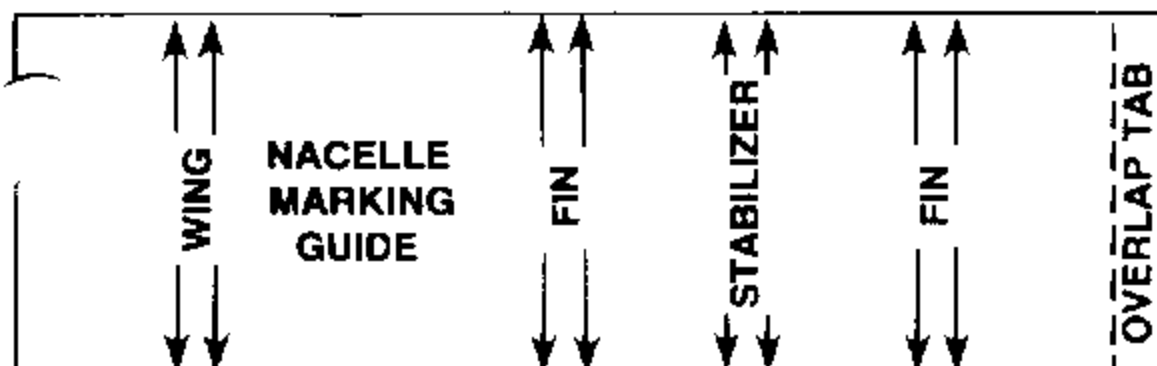 WING
NACELLE
MARKING
GUIDE
FIN
STABILIZER
FIN
OVERLAP TAB